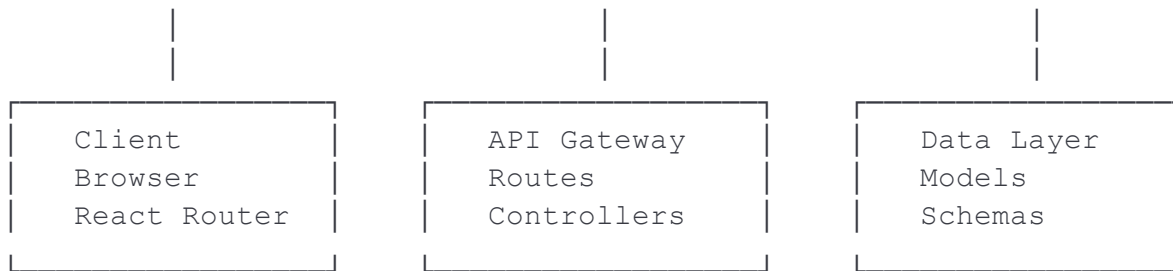 Client
Browser
React Router
API Gateway
Routes
Controllers
Data Layer
Models
Schemas